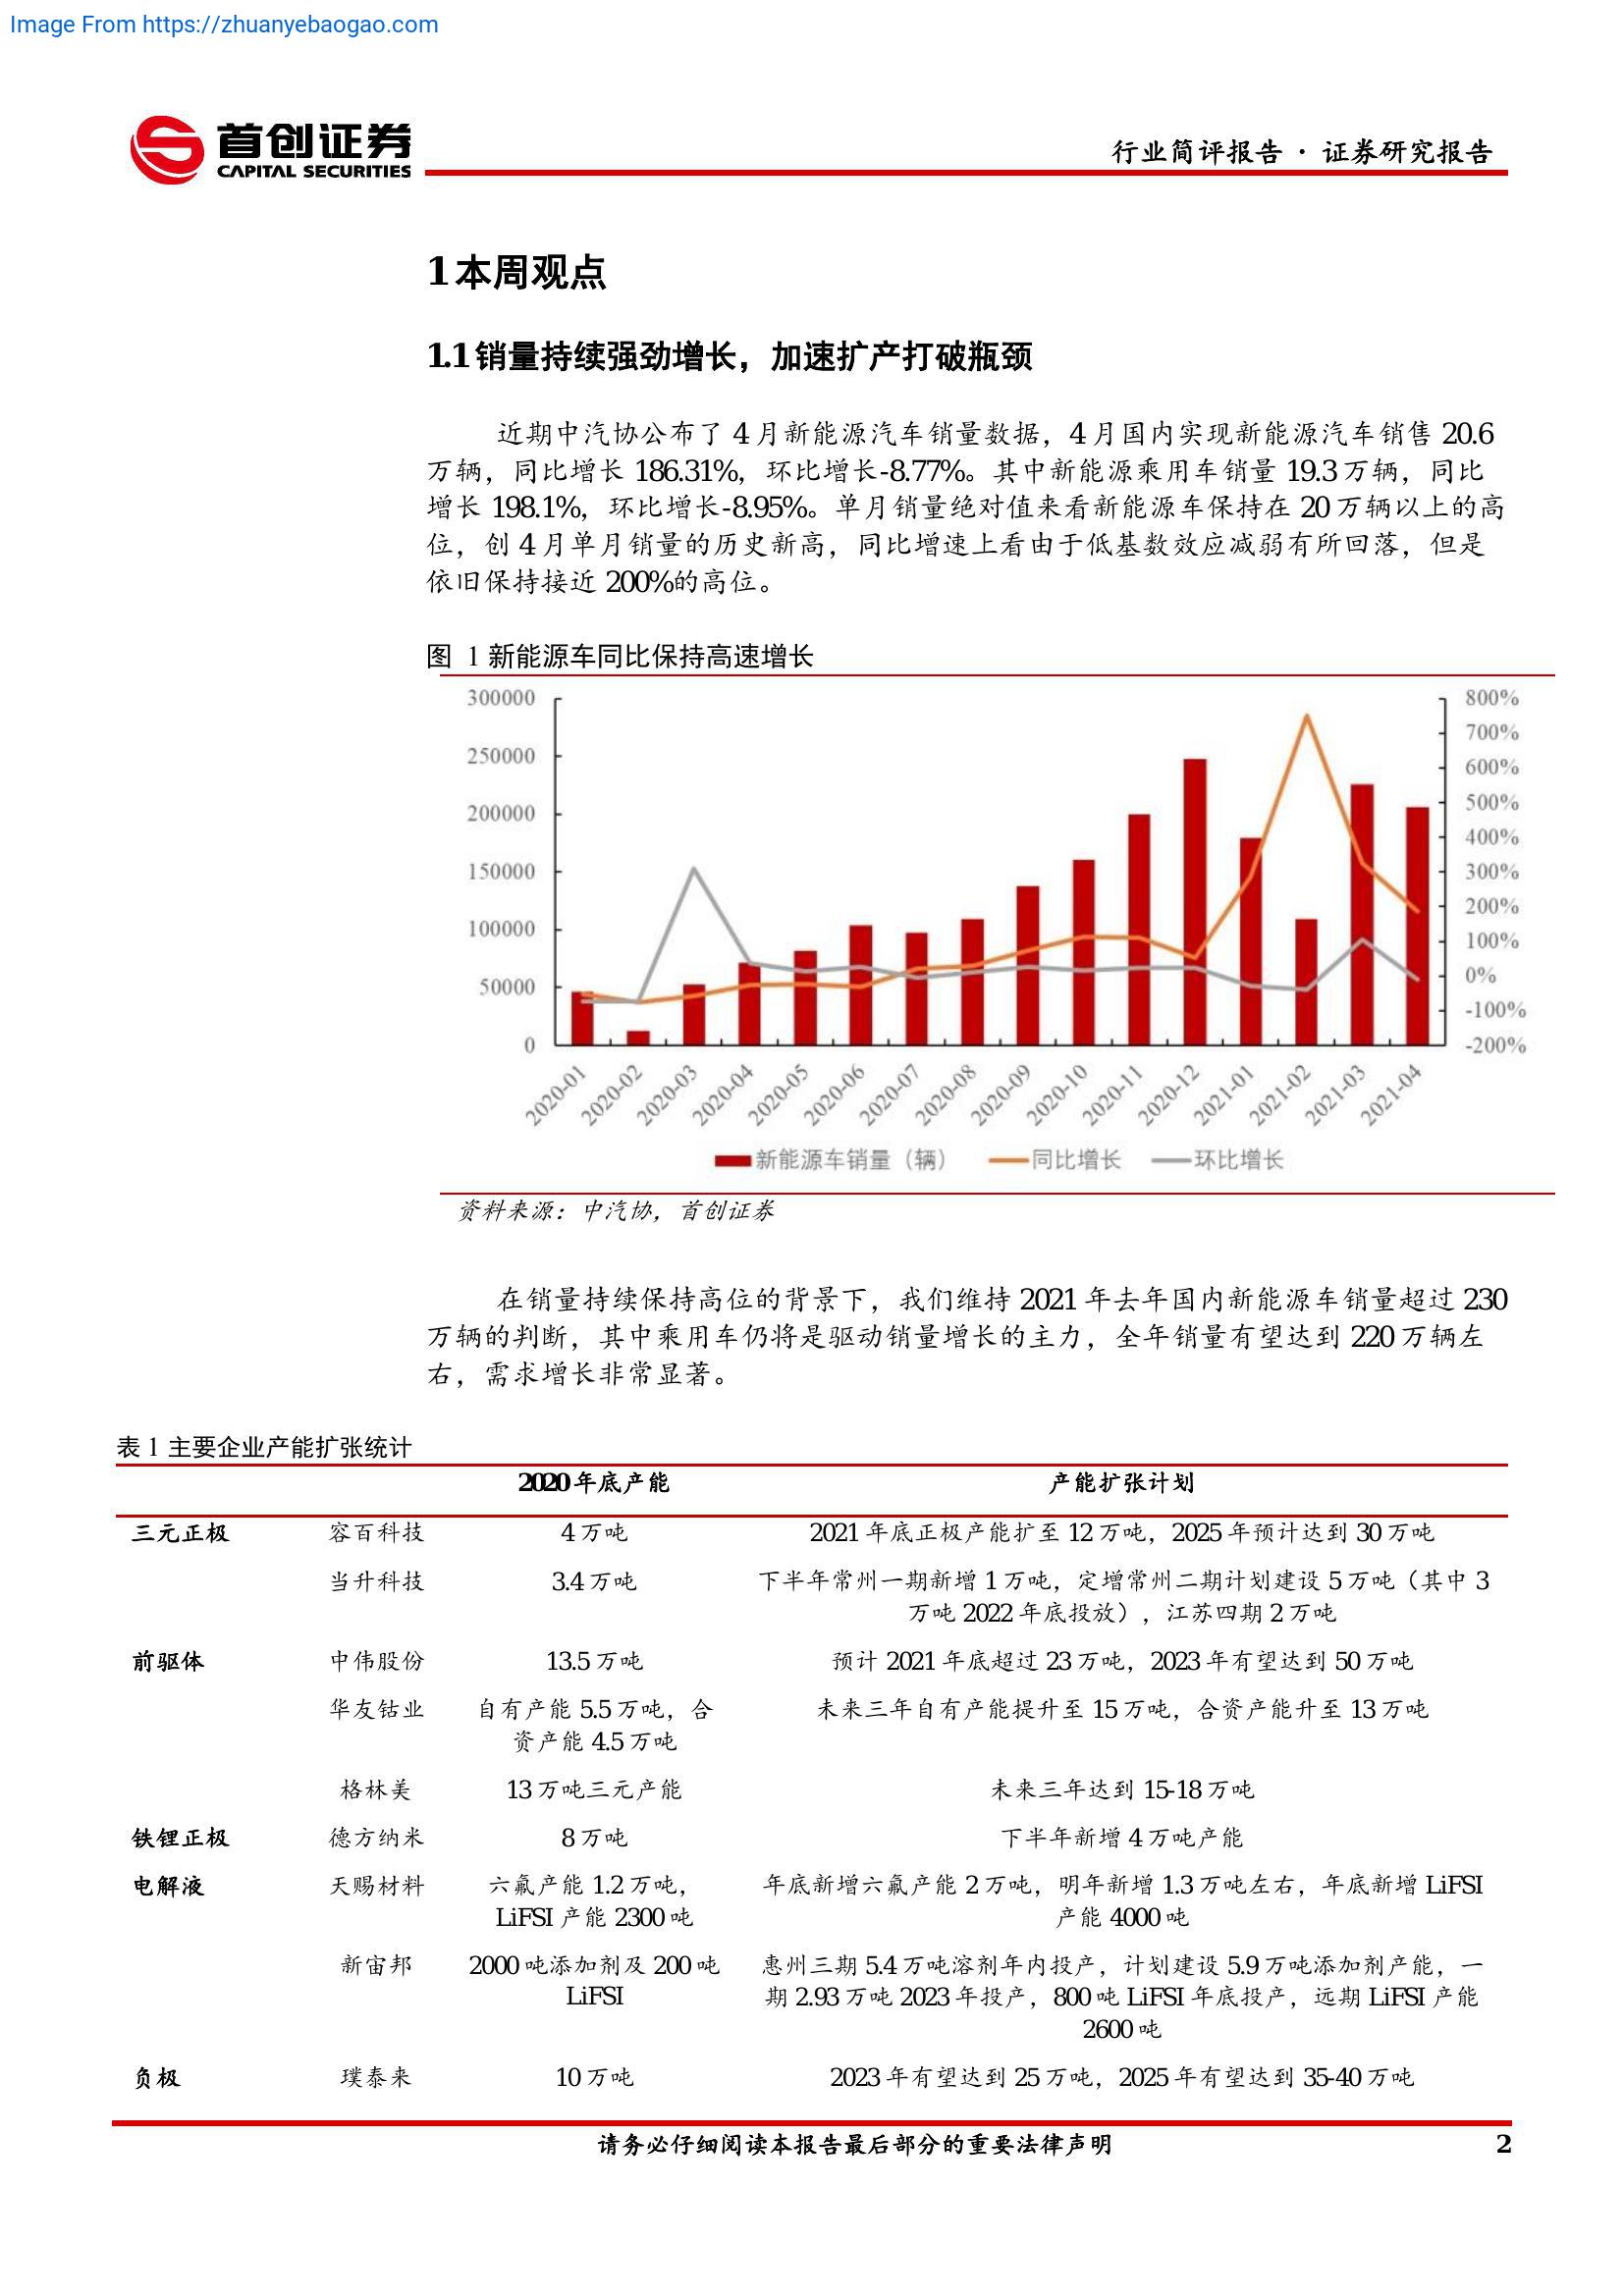 Image From https://zhuanyebaogao.com
首创证券
CAPITAL SECURITIES
行业简评报告 · 证券研究报告
1 本周观点
1.1 销量持续强劲增长，加速扩产打破瓶颈
近期中汽协公布了 4 月新能源汽车销量数据，4 月国内实现新能源汽车销售 20.6
万辆，同比增长 186.31%，环比增长-8.77%。其中新能源乘用车销量 19.3 万辆，同比
增长 198.1%，环比增长-8.95%。单月销量绝对值来看新能源车保持在 20 万辆以上的高
位，创 4 月单月销量的历史新高，同比增速上看由于低基数效应减弱有所回落，但是
依旧保持接近 200%的高位。
图 1 新能源车同比保持高速增长
300000
250000
200000
150000
100000
50000
0
800%
700%
600%
500%
400%
300%
200%
100%
0%
-100%
-200%
2020-01
2020-02
2020-03
2020-04
2020-05
2020-06
2020-07
2020-08
2020-09
2020-10
2020-11
2020-12
2021-01
2021-02
2021-03
2021-04
新能源车销量（辆） 同比增长 环比增长
资料来源：中汽协，首创证券
在销量持续保持高位的背景下，我们维持 2021 年去年国内新能源车销量超过 230
万辆的判断，其中乘用车仍将是驱动销量增长的主力，全年销量有望达到 220 万辆左
右，需求增长非常显著。
表 1 主要企业产能扩张统计
2020 年底产能 产能扩张计划
三元正极 容百科技 4 万吨 2021 年底正极产能扩至 12 万吨，2025 年预计达到 30 万吨
当升科技 3.4 万吨 下半年常州一期新增 1 万吨，定增常州二期计划建设 5 万吨（其中 3
万吨 2022 年底投放），江苏四期 2 万吨
前驱体 中伟股份 13.5 万吨 预计 2021 年底超过 23 万吨，2023 年有望达到 50 万吨
华友钴业 自有产能 5.5 万吨，合 未来三年自有产能提升至 15 万吨，合资产能升至 13 万吨
资产能 4.5 万吨
格林美 13 万吨三元产能 未来三年达到 15-18 万吨
铁锂正极 德方纳米 8 万吨 下半年新增 4 万吨产能
电解液 天赐材料 六氟产能 1.2 万吨， 年底新增六氟产能 2 万吨，明年新增 1.3 万吨左右，年底新增 LiFSI
LiFSI 产能 2300 吨 产能 4000 吨
新宙邦 2000 吨添加剂及 200 吨 惠州三期 5.4 万吨溶剂年内投产，计划建设 5.9 万吨添加剂产能，一
LiFSI 期 2.93 万吨 2023 年投产，800 吨 LiFSI 年底投产，远期 LiFSI 产能
2600 吨
负极 璞泰来 10 万吨 2023 年有望达到 25 万吨，2025 年有望达到 35-40 万吨
请务必仔细阅读本报告最后部分的重要法律声明 2